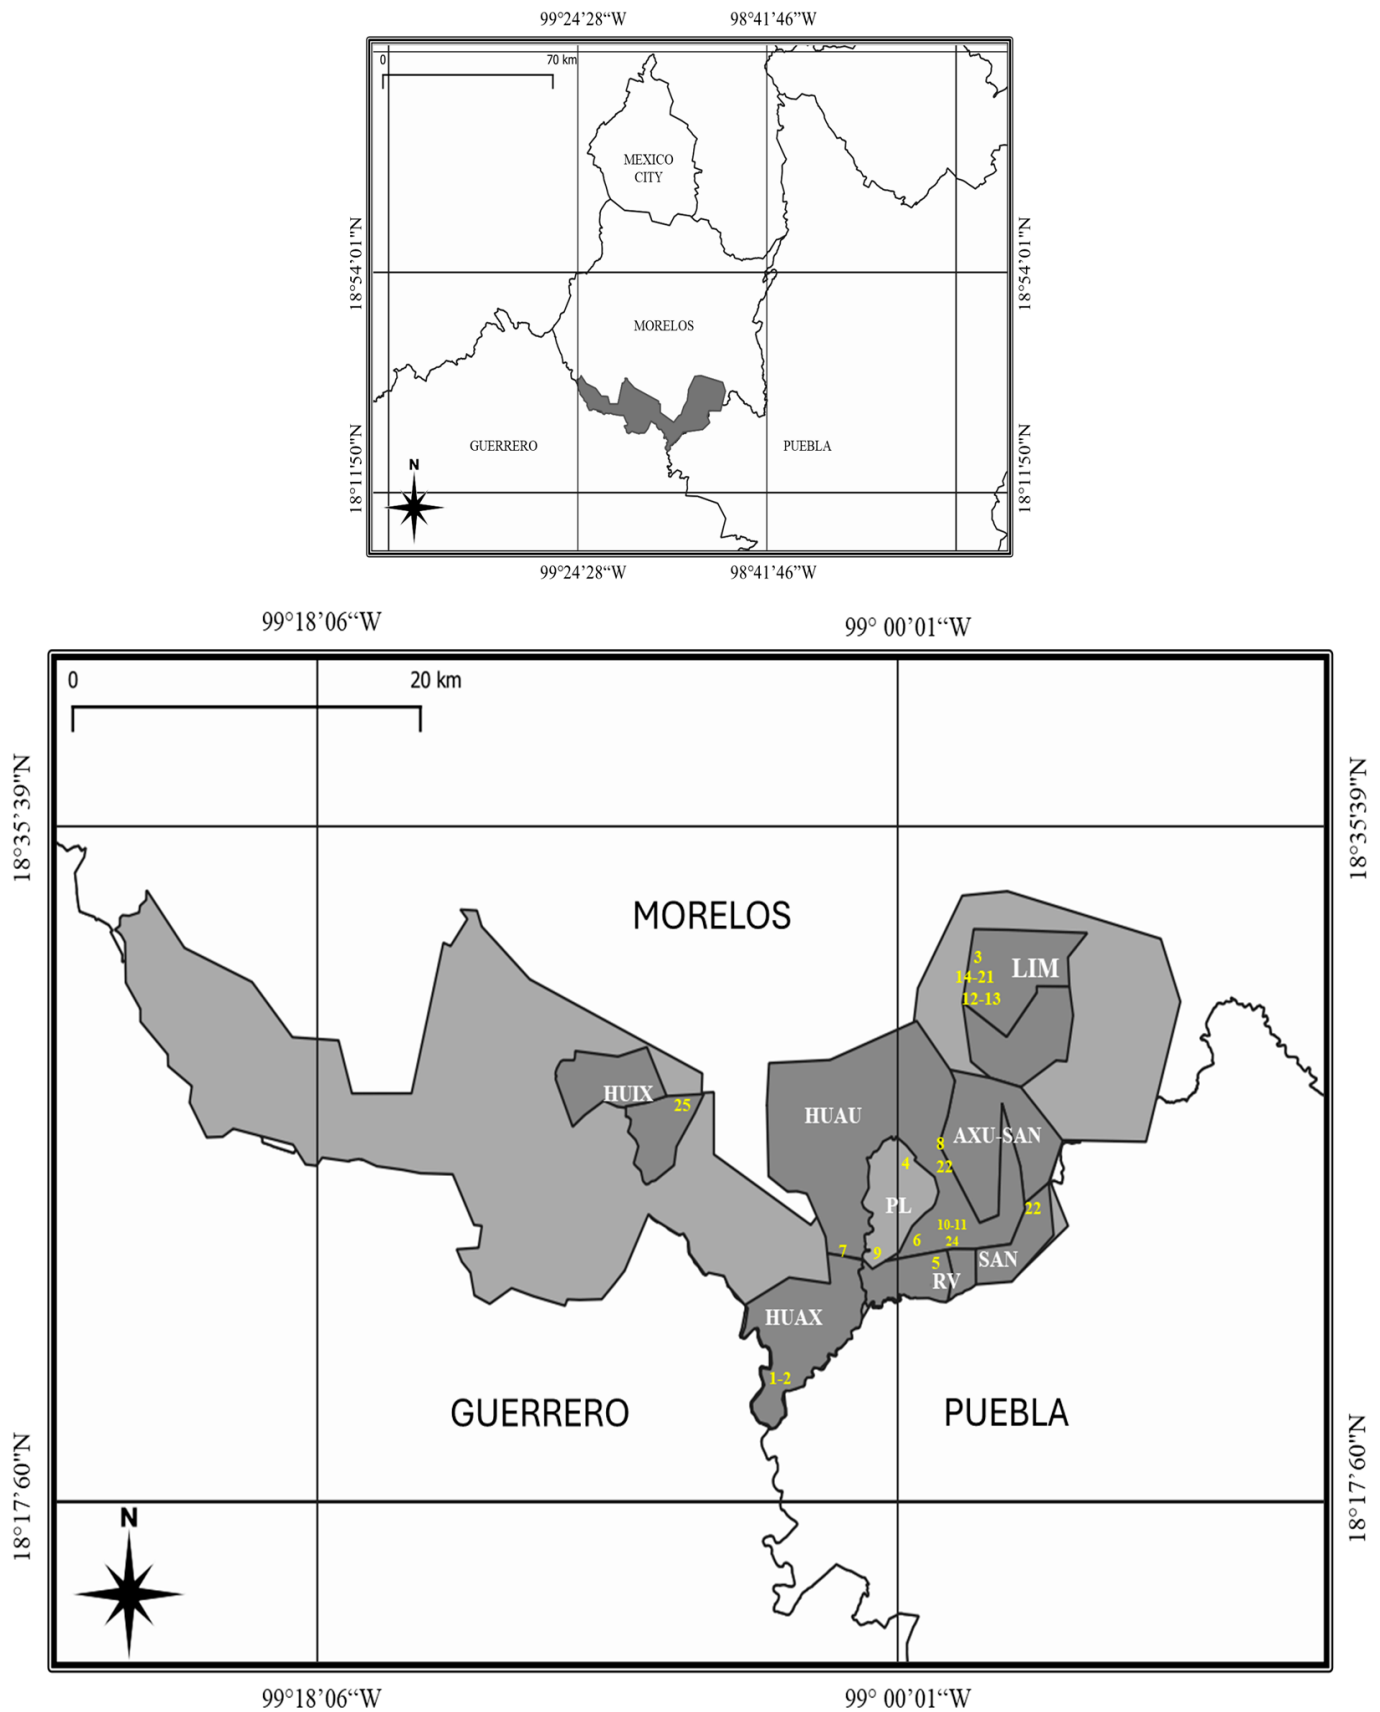 99°24’28“W 98°41’46”W
0 70 km
MEXICO
CITY
18°54’01"N 18°54’01"N
MORELOS
GUERRERO PUEBLA
18°11'50"N 18°11'50"N
N
99°24’28“W 98°41’46”W
99°18’06“W 99° 00’01“W
0 20 km
18°35’39"N 18°35’39"N
MORELOS
3
LIM
14-21
12-13
HUIX
25
HUAU
8
AXU-SAN
4
22
PL
22
10-11
6
24
7
9
5
SAN
RV
HUAX
1-2
GUERRERO PUEBLA
18°17’60"N 18°17’60"N
N
99°18’06“W 99° 00’01“W